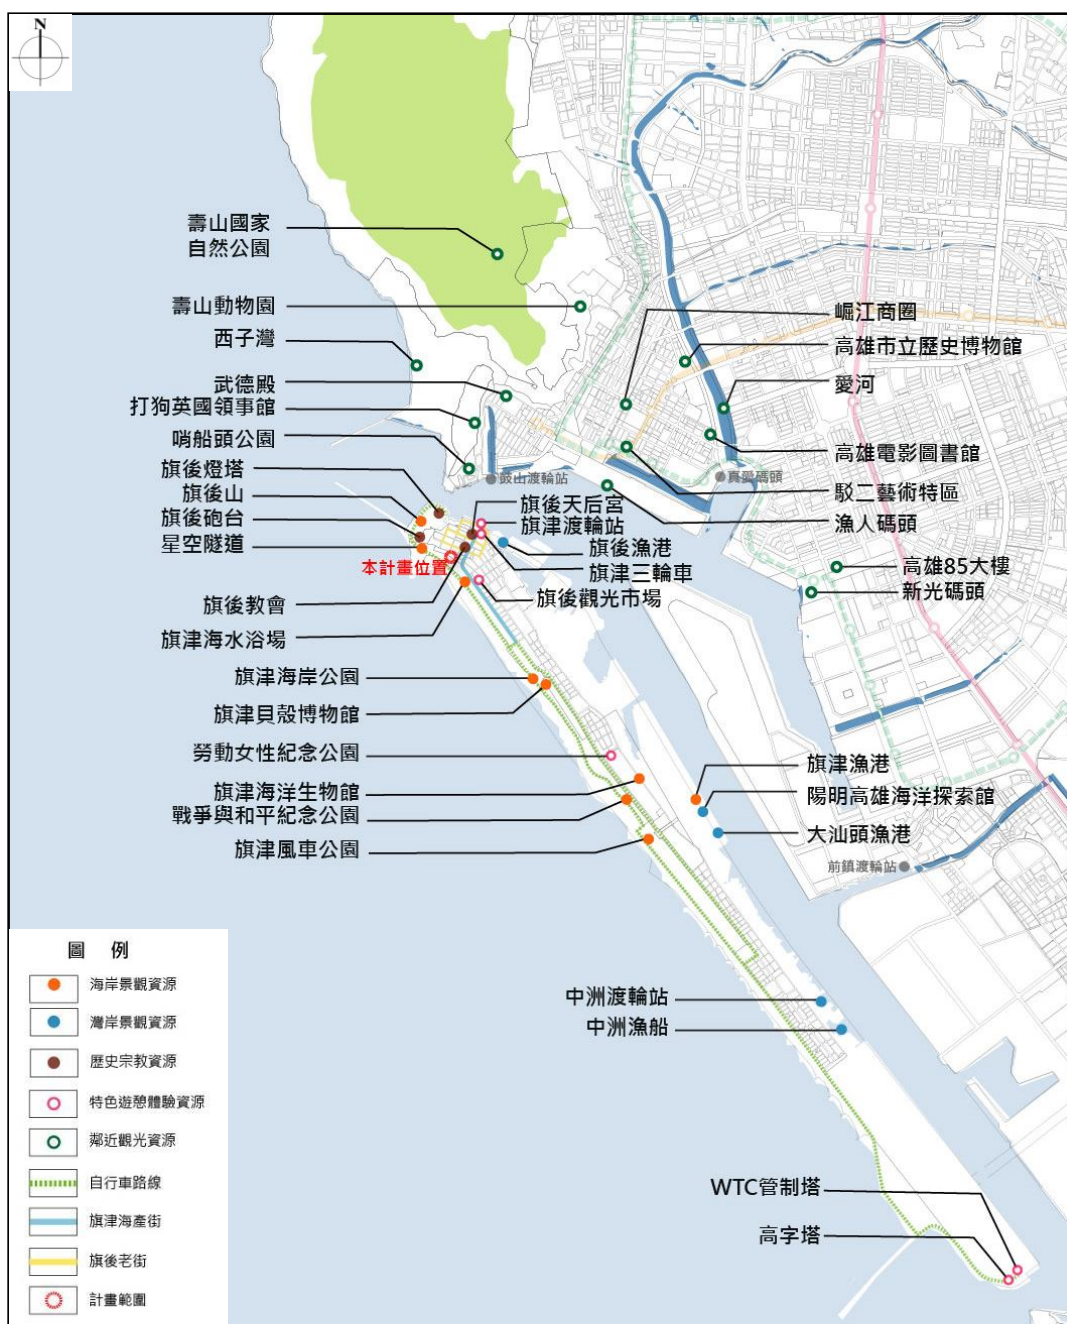 N
壽山國家
自然公園
壽山動物園
西子灣
武德殿
打狗英國領事館
哨船頭公園
旗後燈塔
旗後山
旗後砲台
星空隧道
本計畫位置
旗後教會
旗津海水浴場
旗津海岸公園
旗津貝殼博物館
勞動女性紀念公園
旗津海洋生物館
戰爭與和平紀念公園
旗津風車公園
崛江商圈
高雄市立歷史博物館
愛河
高雄電影圖書館
駁二藝術特區
漁人碼頭
鼓山渡輪站
真愛碼頭
旗後天后宮
旗津渡輪站
旗後漁港
旗津三輪車
旗後觀光市場
高雄85大樓
新光碼頭
旗津漁港
陽明高雄海洋探索館
大汕頭漁港
前鎮渡輪站
中洲渡輪站
中洲漁船
WTC管制塔
高字塔
圖 例
海岸景觀資源
灣岸景觀資源
歷史宗教資源
特色遊憩體驗資源
鄰近觀光資源
自行車路線
旗津海產街
旗後老街
計畫範圍